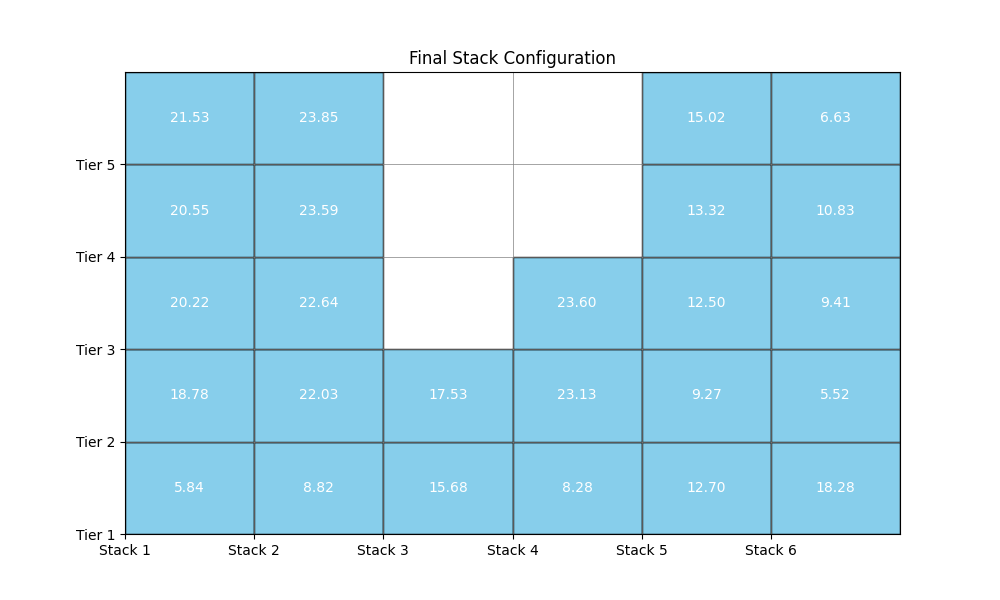 Final Stack Configuration
21.53 23.85 15.02 6.63
Tier 5
20.55 23.59 13.32 10.83
Tier 4
20.22 22.64 23.60 12.50 9.41
Tier 3
18.78 22.03 17.53 23.13 9.27 5.52
Tier 2
5.84 8.82 15.68 8.28 12.70 18.28
Tier 1
Stack 1 Stack 2 Stack 3 Stack 4 Stack 5 Stack 6